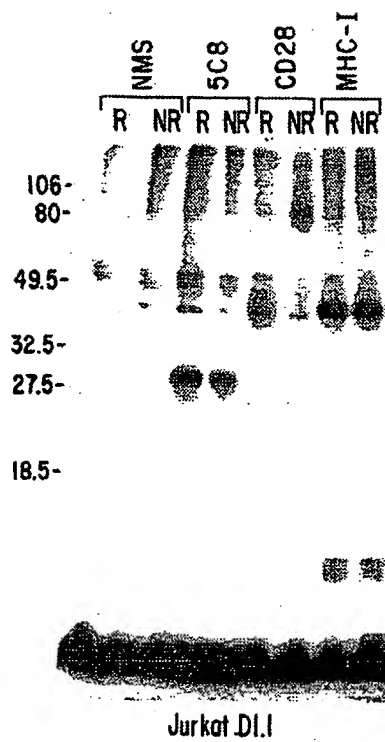 NMS 5C8 CD28 MHC-I
R NR R NR R NR R NR
106-
80-
49.5-
32.5-
27.5-
18.5-
Jurkat D1.1